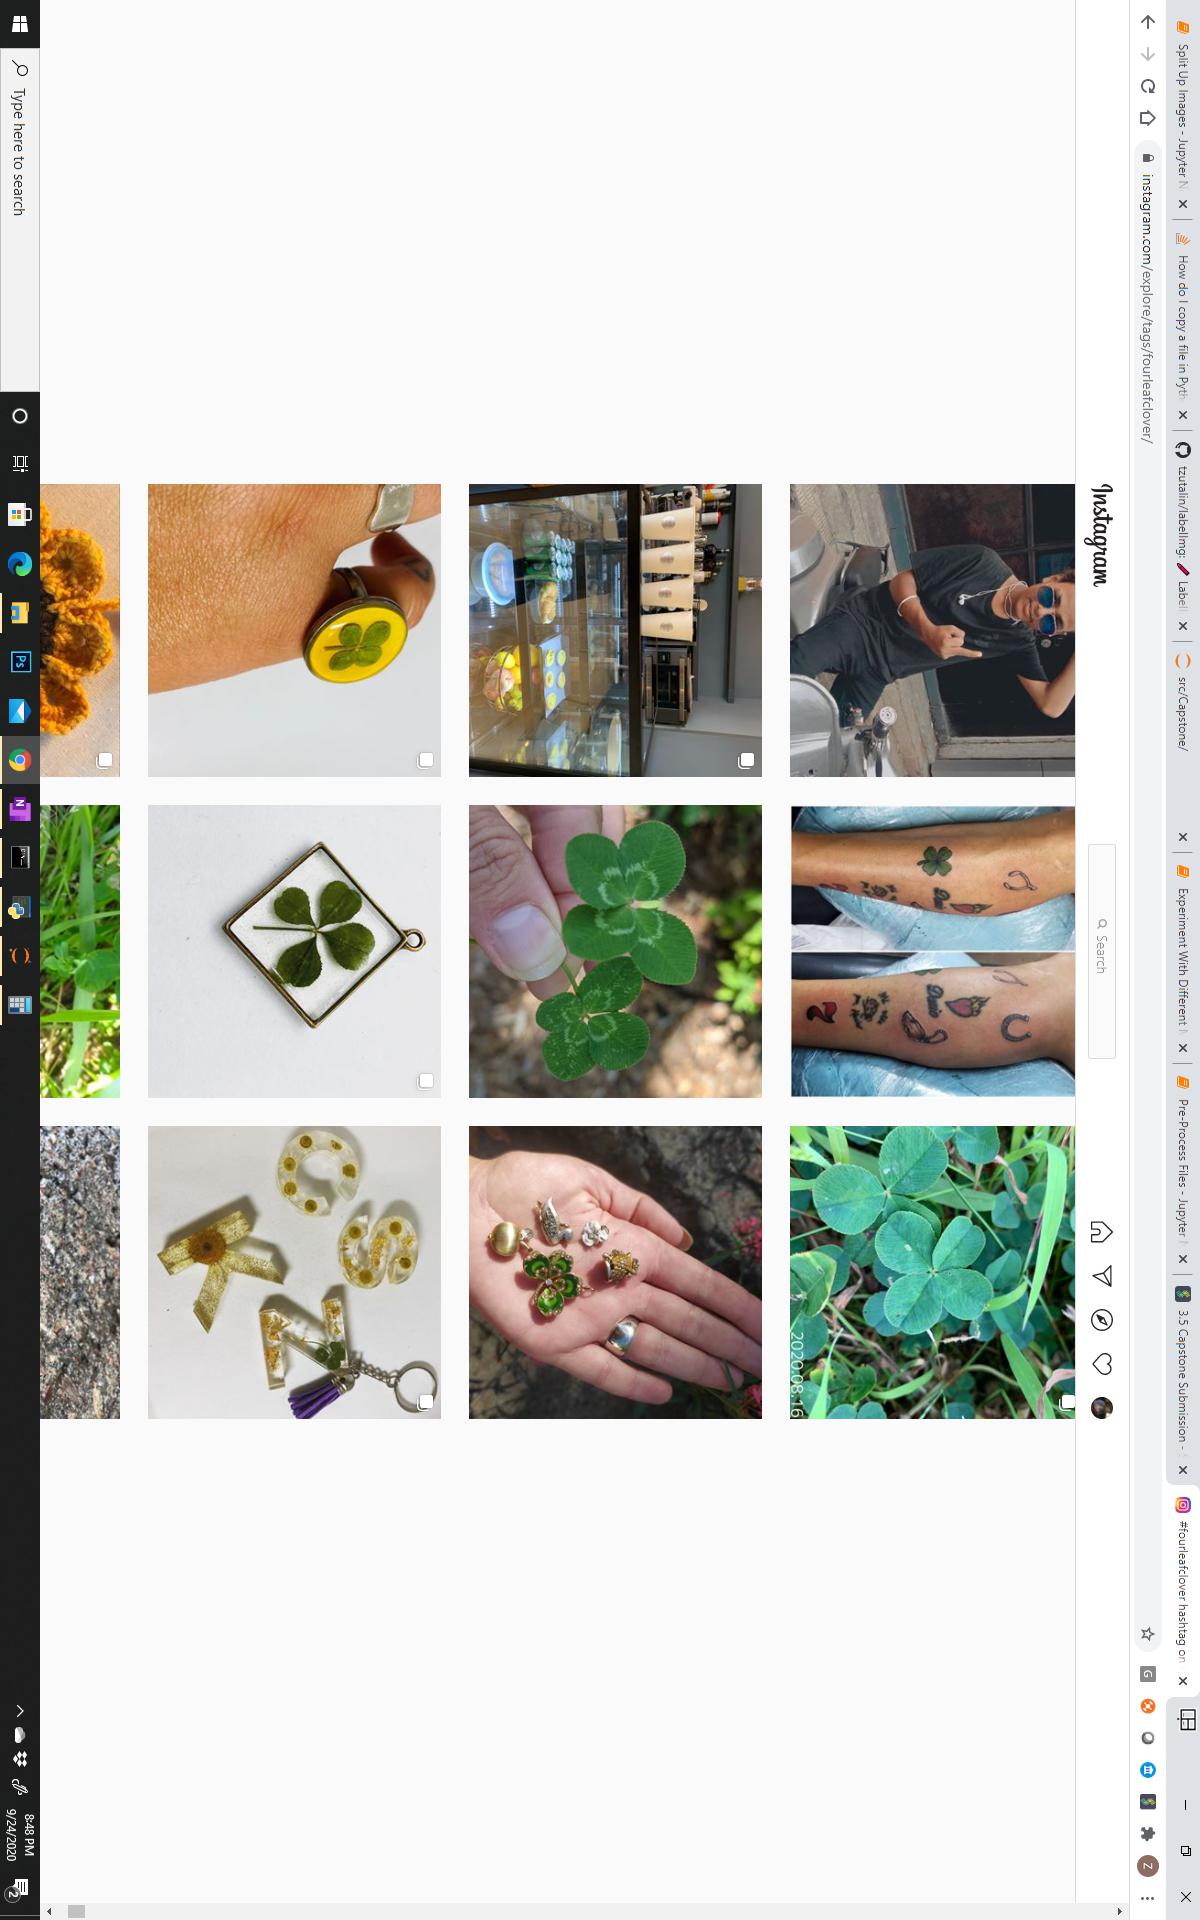 Split Up Images - Jupyter N
How do I copy a file in Pyth
tzutalin/labelImg: Label
src/Capstone/
Experiment With Different M
Pre-Process Files - Jupyter
3.5 Capstone Submission -
#fourleafclover hashtag on
instagram.com/explore/tags/fourleafclover/
G
Z
Instagram
Search
2020.08.16
Type here to search
Ps
N
8:48 PM
9/24/2020
2